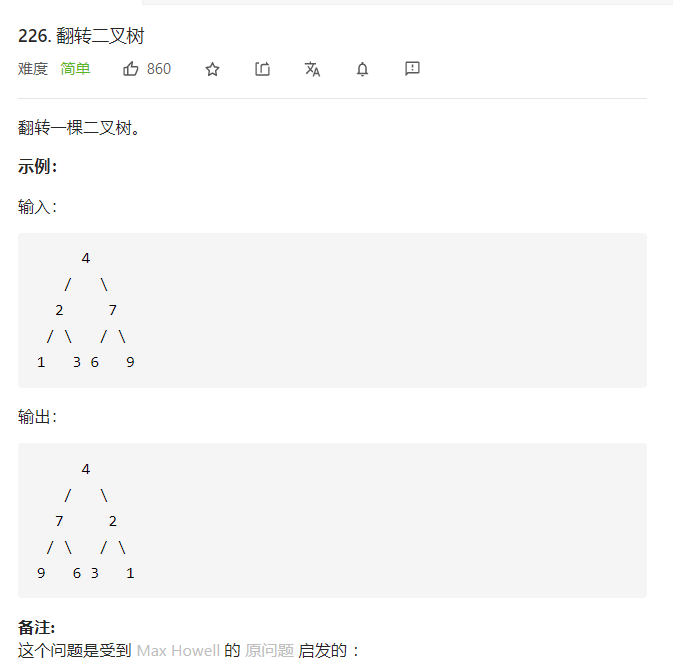 226. 翻转二叉树
难度 简单 860
翻转一棵二叉树。
示例：
输入：
4
/ \
2 7
/ \ / \
1 3 6 9
输出：
4
/ \
7 2
/ \ / \
9 6 3 1
备注:
这个问题是受到 Max Howell 的 原问题 启发的 ：